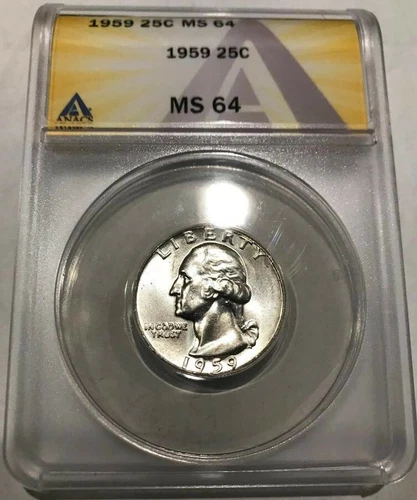 1959 25C MS 64
1959 25C
MS 64
ANACS
LIBERTY
IN GOD WE
TRUST
1959